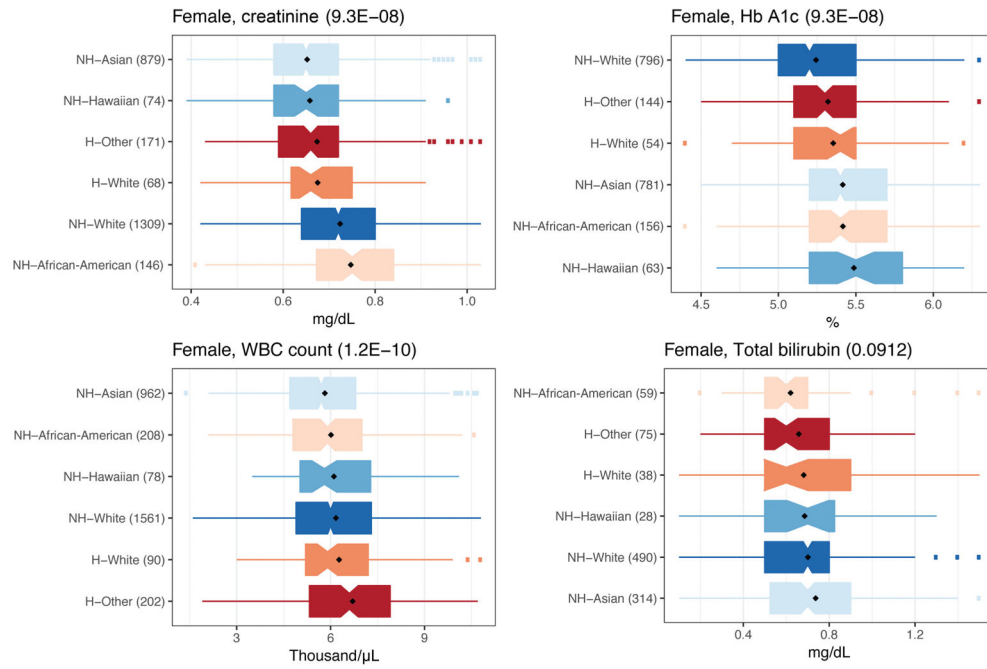 Female, creatinine (9.3E−08)
NH−Asian (879)
NH−Hawaiian (74)
H−Other (171)
H−White (68)
NH−White (1309)
NH−African−American (146)
0.4 0.6 0.8 1.0
mg/dL
Female, Hb A1c (9.3E−08)
NH−White (796)
H−Other (144)
H−White (54)
NH−Asian (781)
NH−African−American (156)
NH−Hawaiian (63)
4.5 5.0 5.5 6.0
%
Female, WBC count (1.2E−10)
NH−Asian (962)
NH−African−American (208)
NH−Hawaiian (78)
NH−White (1561)
H−White (90)
H−Other (202)
3 6 9
Thousand/µL
Female, Total bilirubin (0.0912)
NH−African−American (59)
H−Other (75)
H−White (38)
NH−Hawaiian (28)
NH−White (490)
NH−Asian (314)
0.4 0.8 1.2
mg/dL